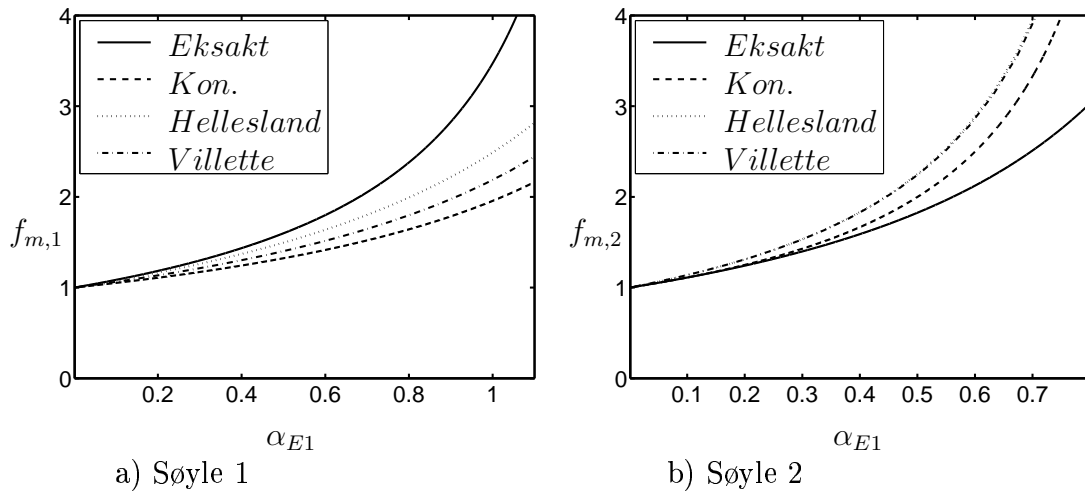 4
3
2
1
0
f_{m,1}
Eksakt
Kon.
Hellesland
Villette
0.2 0.4 0.6 0.8 1
α_{E1}
a) Søyle 1
4
3
2
1
0
f_{m,2}
Eksakt
Kon.
Hellesland
Villette
0.1 0.2 0.3 0.4 0.5 0.6 0.7
α_{E1}
b) Søyle 2